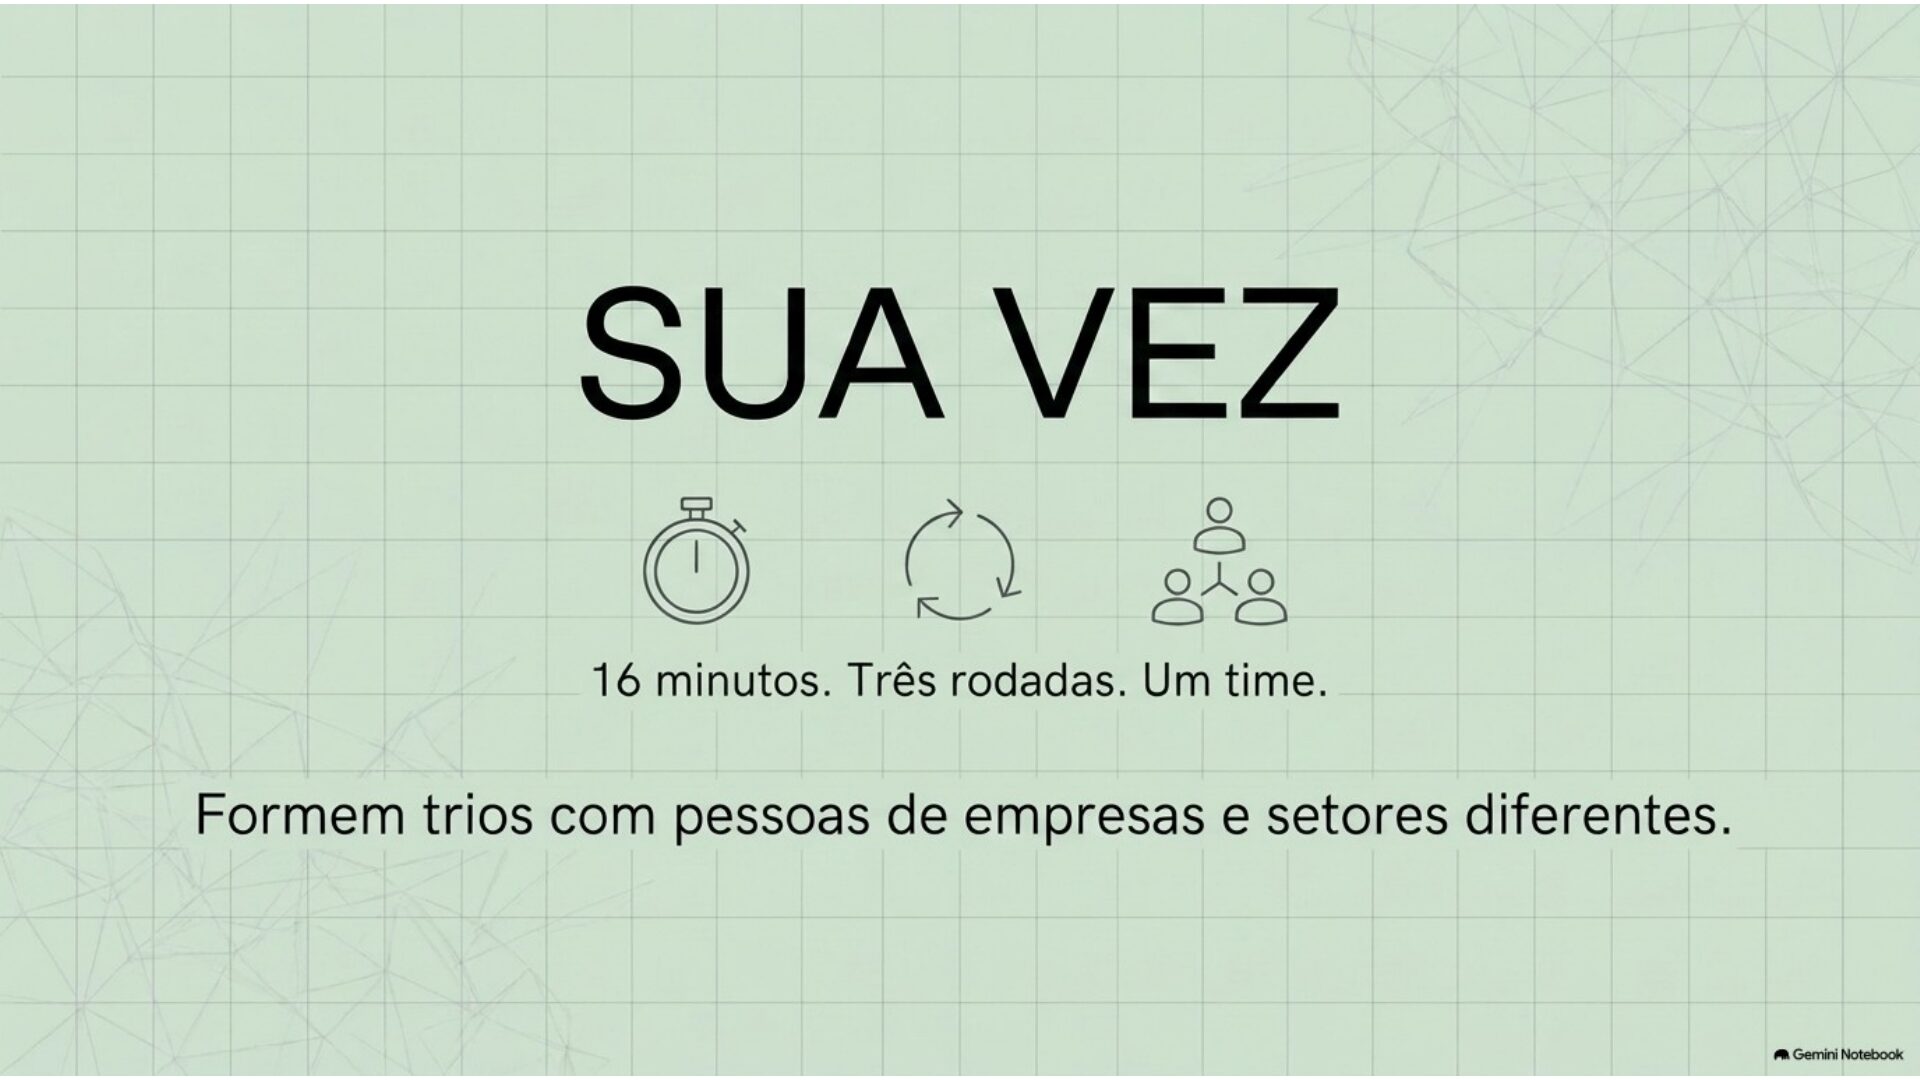 SUA VEZ
16 minutos. Três rodadas. Um time.
Formem trios com pessoas de empresas e setores diferentes.
Gemini Notebook